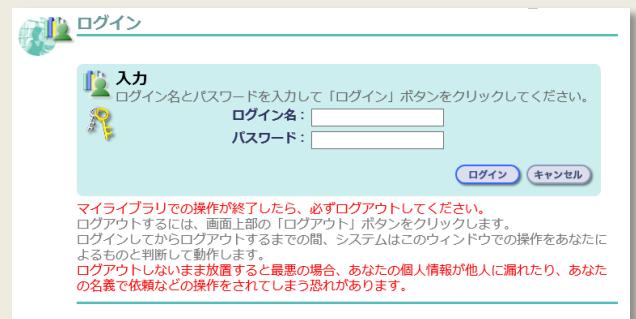 ログイン
入力
ログイン名とパスワードを入力して「ログイン」ボタンをクリックしてください。
ログイン名：
パスワード：
ログイン キャンセル
マイライブラリでの操作が終了したら、必ずログアウトしてください。
ログアウトするには、画面上部の「ログアウト」ボタンをクリックします。
ログインしてからログアウトするまでの間、システムはこのウィンドウでの操作をあなたに
よるものと判断して動作します。
ログアウトしないまま放置すると最悪の場合、あなたの個人情報が他人に漏れたり、あなた
の名義で依頼などの操作をされてしまう恐れがあります。